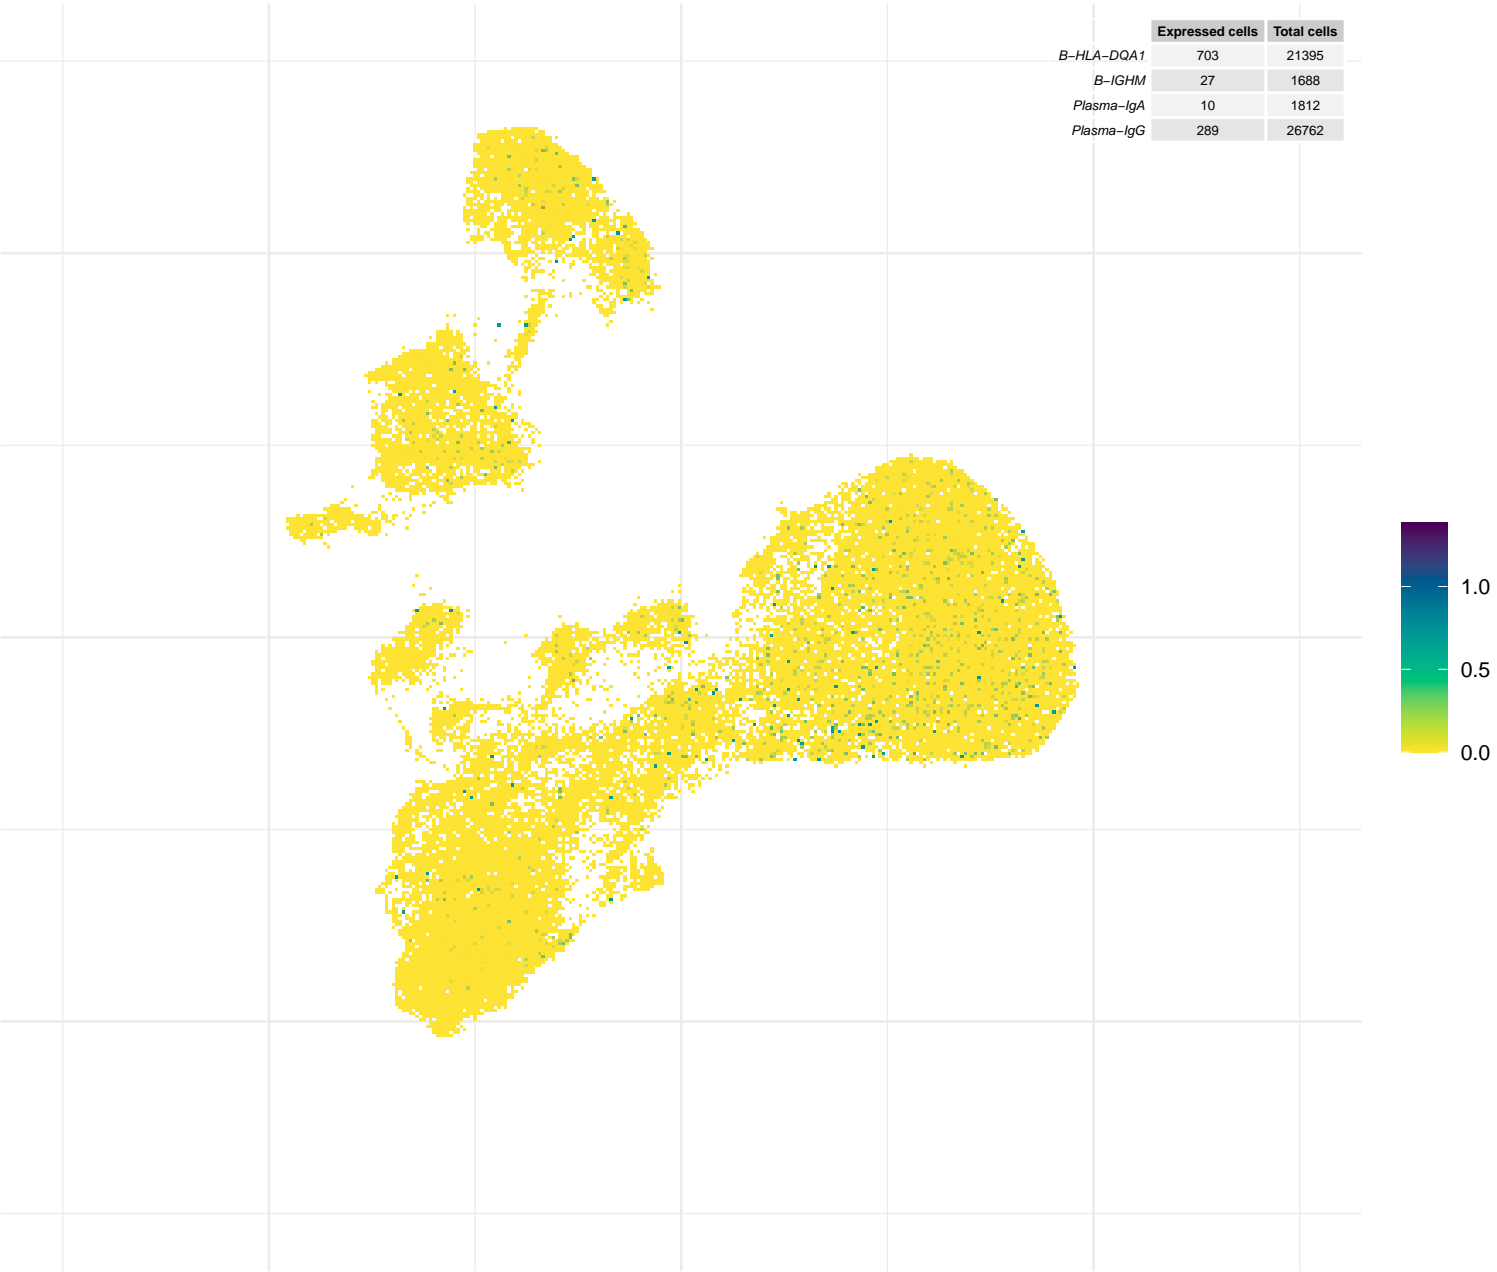 Expressed cells Total cells
B−HLA−DQA1 703 21395
B−IGHM 27 1688
Plasma−IgA 10 1812
Plasma−IgG 289 26762
1.0
0.5
0.0